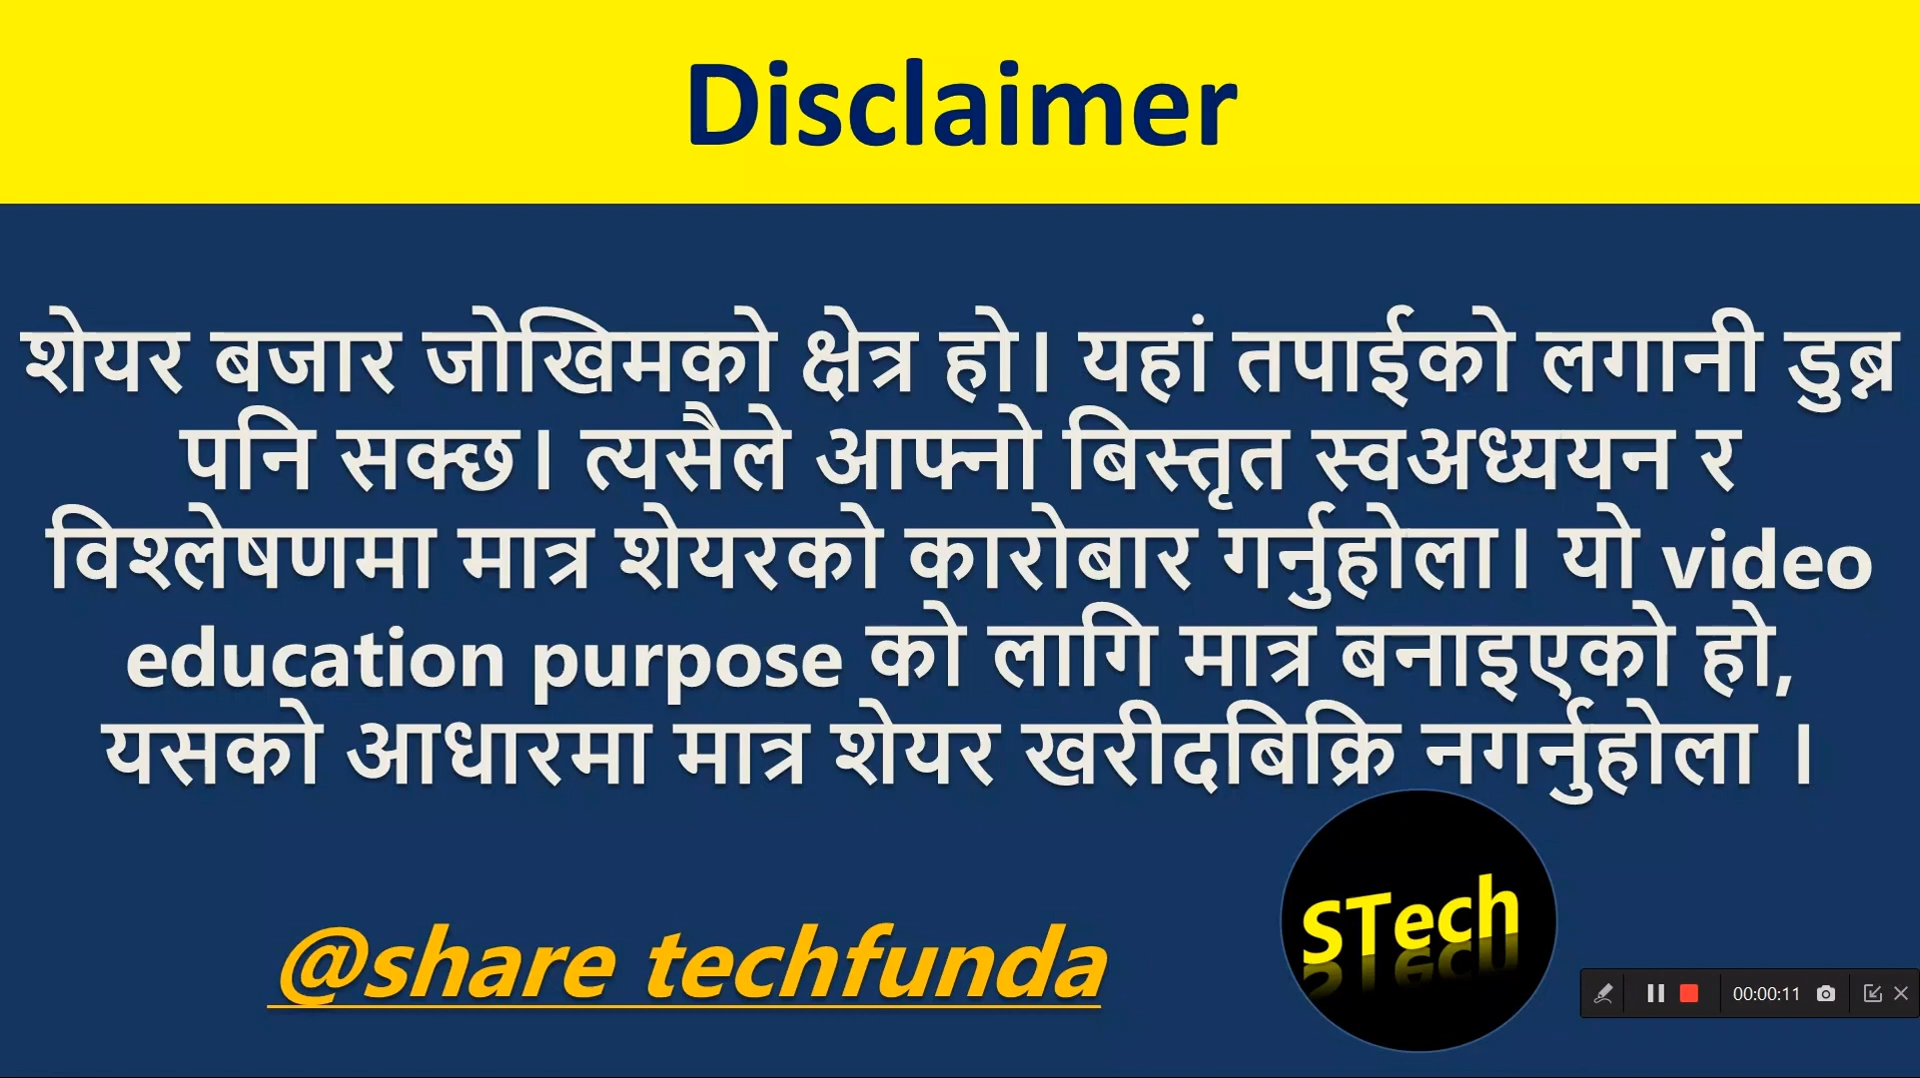 Disclaimer
शेयर बजार जोखिमको क्षेत्र हो। यहां तपाईको लगानी डुब्न
पनि सक्छ। त्यसैले आफ्नो बिस्तृत स्वअध्ययन र
विश्लेषणमा मात्र शेयरको कारोबार गर्नुहोला। यो video
education purpose को लागि मात्र बनाइएको हो,
यसको आधारमा मात्र शेयर खरीदबिक्रि नगर्नुहोला ।
@share techfunda
STech
00:00:11